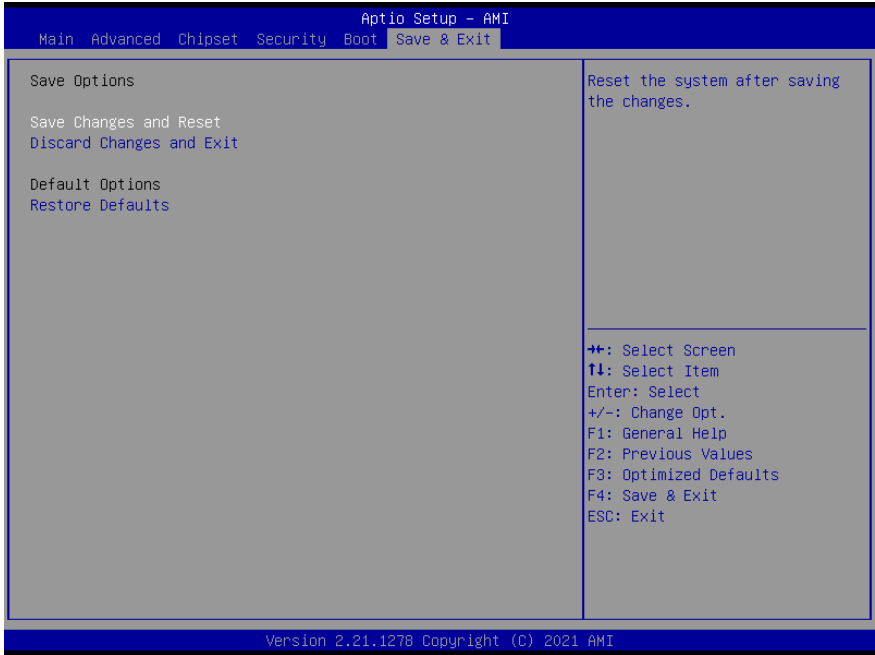 Aptio Setup – AMI
Main Advanced Chipset Security Boot Save & Exit
Save Options
Save Changes and Reset
Discard Changes and Exit
Default Options
Restore Defaults
Reset the system after saving
the changes.
→←: Select Screen
↑↓: Select Item
Enter: Select
+/-: Change Opt.
F1: General Help
F2: Previous Values
F3: Optimized Defaults
F4: Save & Exit
ESC: Exit
Version 2.21.1278 Copyright (C) 2021 AMI